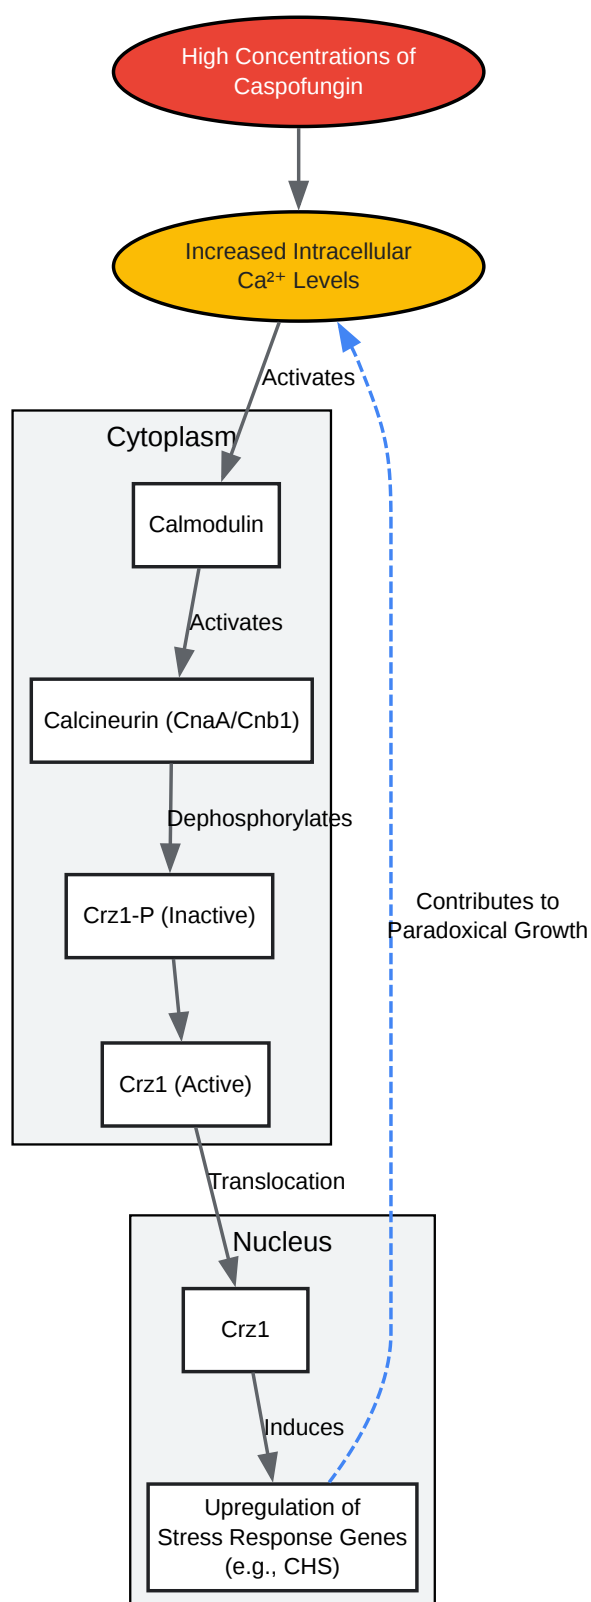 High Concentrations of
Caspofungin
Increased Intracellular
Ca²⁺ Levels
Activates
Cytoplasm
Calmodulin
Activates
Calcineurin (CnaA/Cnb1)
Dephosphorylates
Crz1-P (Inactive)
Contributes to
Paradoxical Growth
Crz1 (Active)
Translocation
Nucleus
Crz1
Induces
Upregulation of
Stress Response Genes
(e.g., CHS)